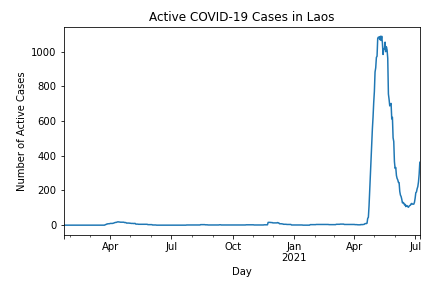 Active COVID-19 Cases in Laos
Number of Active Cases
1000
800
600
400
200
0
Apr
Jul
Oct
Jan
2021
Apr
Jul
Day